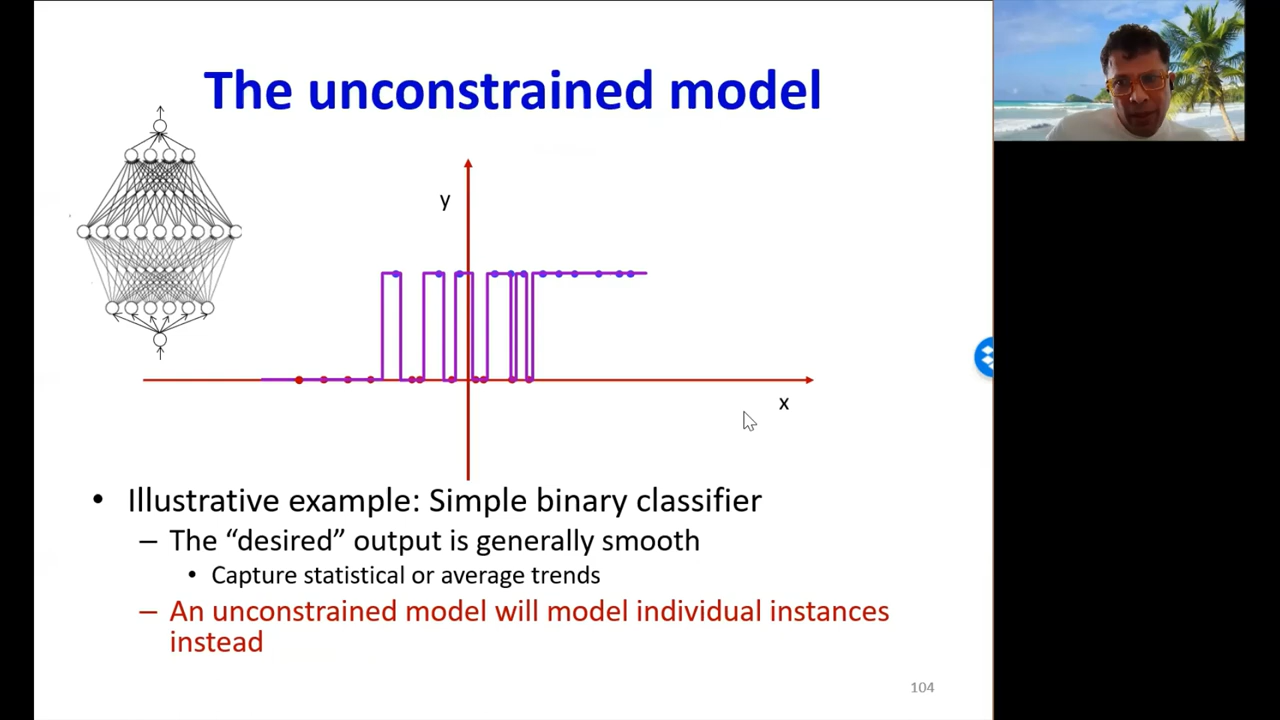 The unconstrained model
y
x
• Illustrative example: Simple binary classifier
– The “desired” output is generally smooth
• Capture statistical or average trends
– An unconstrained model will model individual instances
instead
104